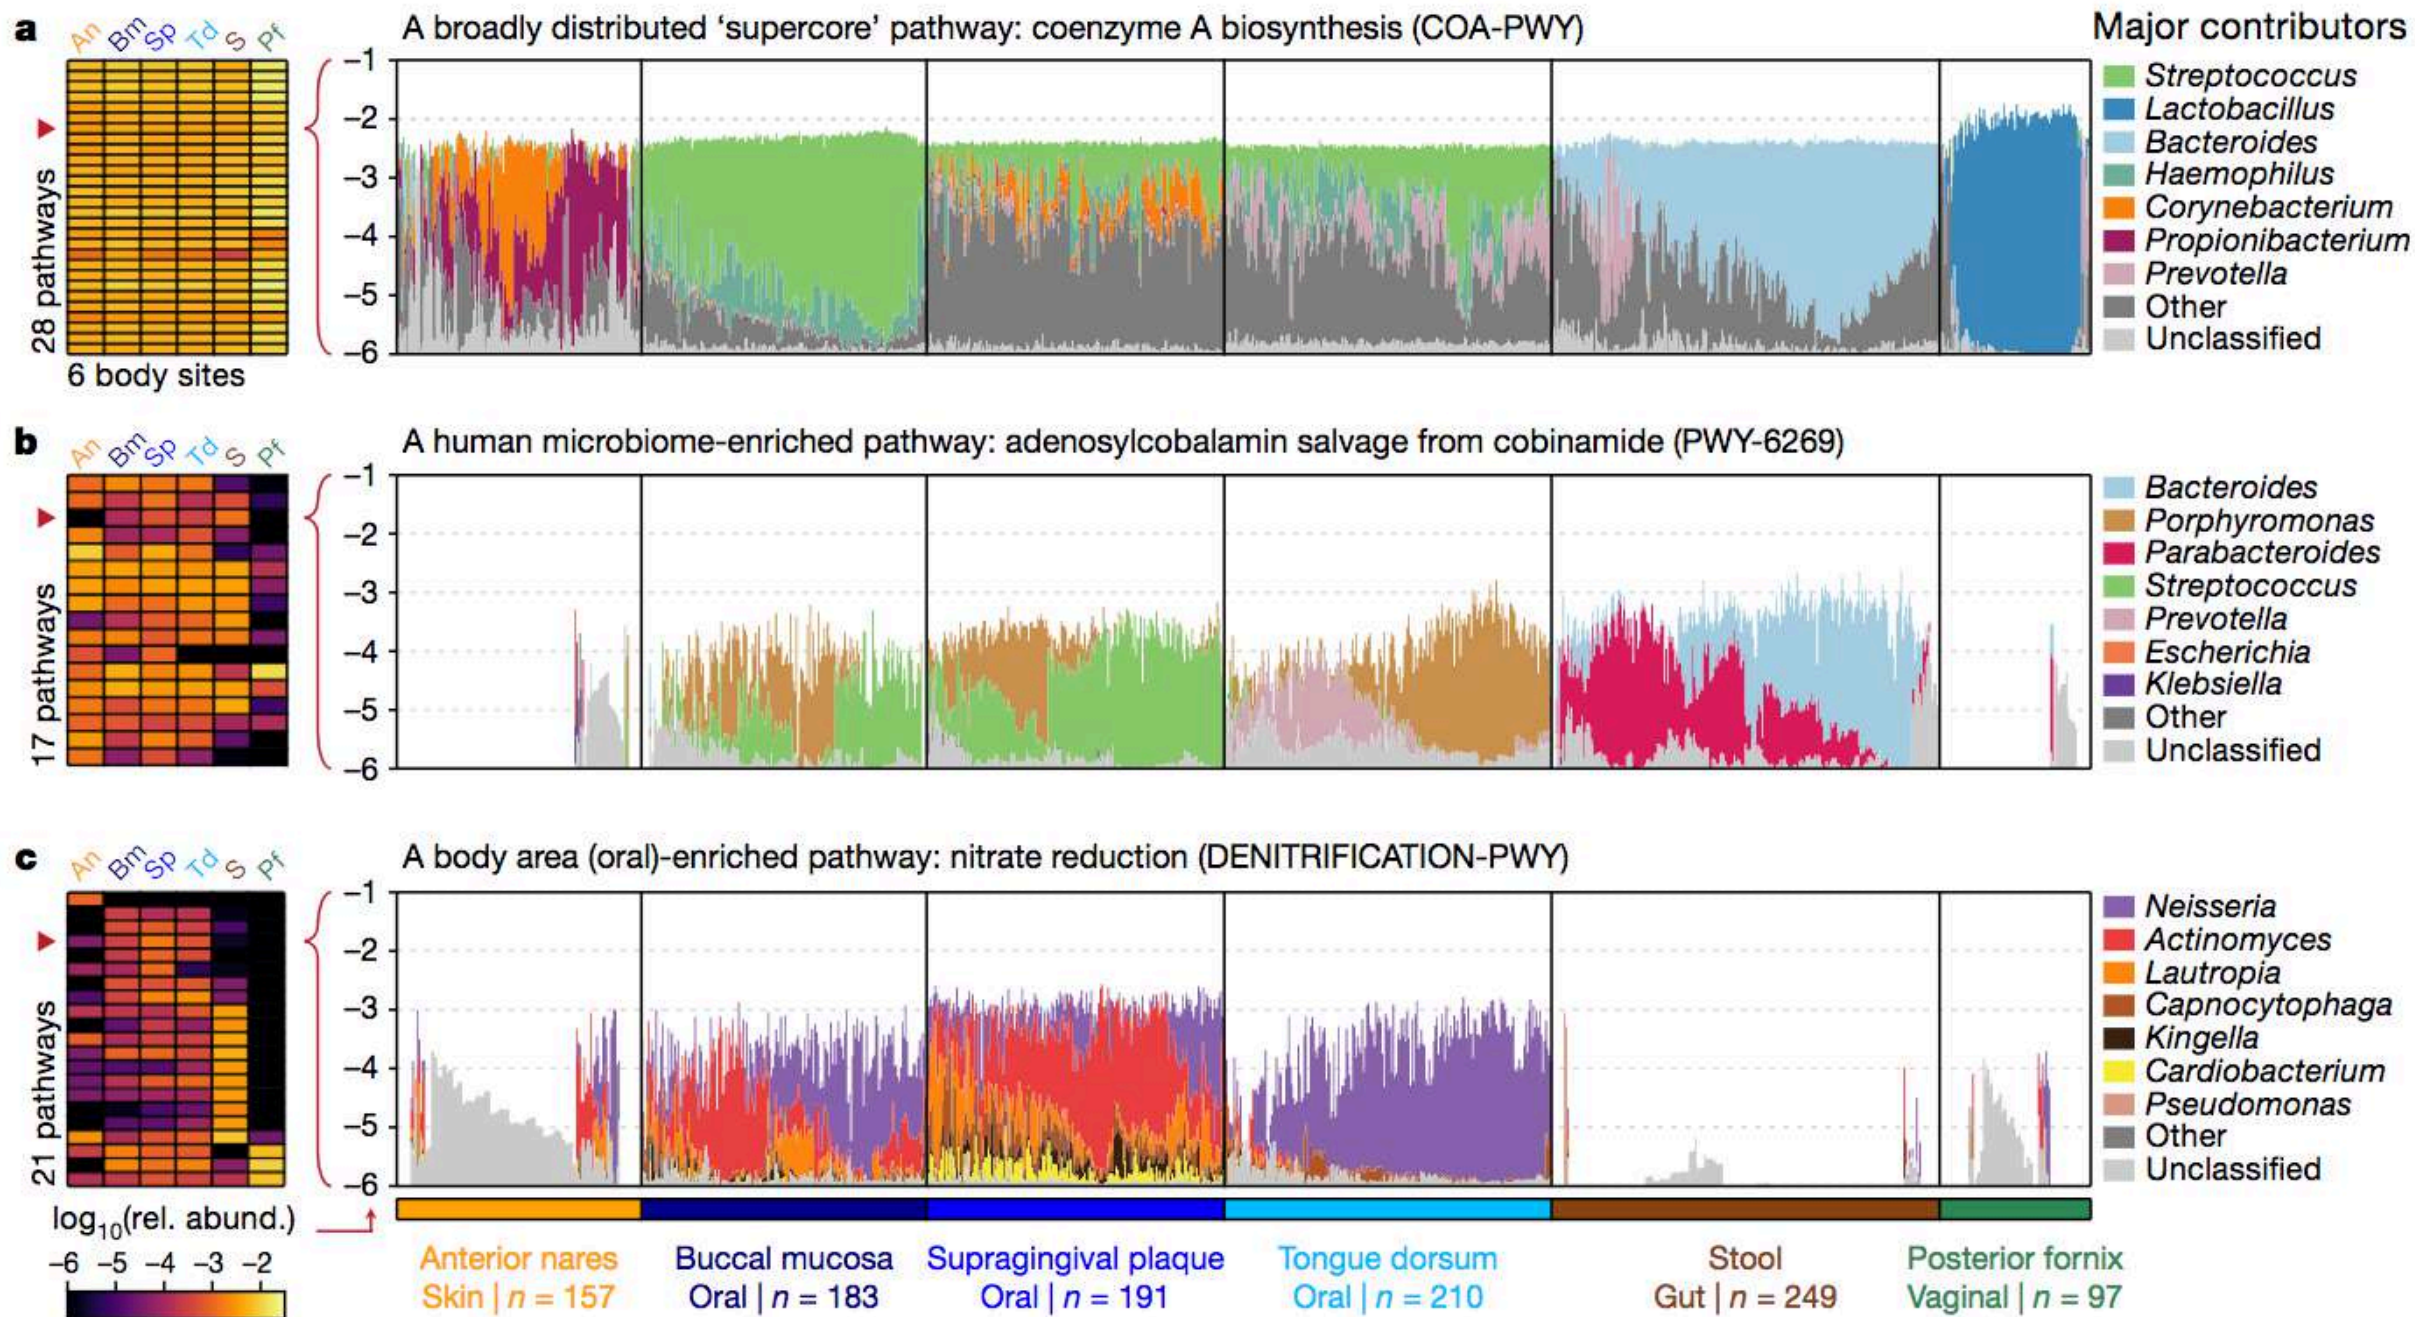 a
An Bm Sp Td S Pf
A broadly distributed ‘supercore’ pathway: coenzyme A biosynthesis (COA-PWY)
28 pathways
6 body sites
−1
−2
−3
−4
−5
−6
Major contributors
Streptococcus
Lactobacillus
Bacteroides
Haemophilus
Corynebacterium
Propionibacterium
Prevotella
Other
Unclassified
b
An Bm Sp Td S Pf
A human microbiome-enriched pathway: adenosylcobalamin salvage from cobinamide (PWY-6269)
17 pathways
−1
−2
−3
−4
−5
−6
Bacteroides
Porphyromonas
Parabacteroides
Streptococcus
Prevotella
Escherichia
Klebsiella
Other
Unclassified
c
An Bm Sp Td S Pf
A body area (oral)-enriched pathway: nitrate reduction (DENITRIFICATION-PWY)
21 pathways
−1
−2
−3
−4
−5
−6
Neisseria
Actinomyces
Lautropia
Capnocytophaga
Kingella
Cardiobacterium
Pseudomonas
Other
Unclassified
log10(rel. abund.)
−6 −5 −4 −3 −2
Anterior nares
Skin | n = 157
Buccal mucosa
Oral | n = 183
Supragingival plaque
Oral | n = 191
Tongue dorsum
Oral | n = 210
Stool
Gut | n = 249
Posterior fornix
Vaginal | n = 97